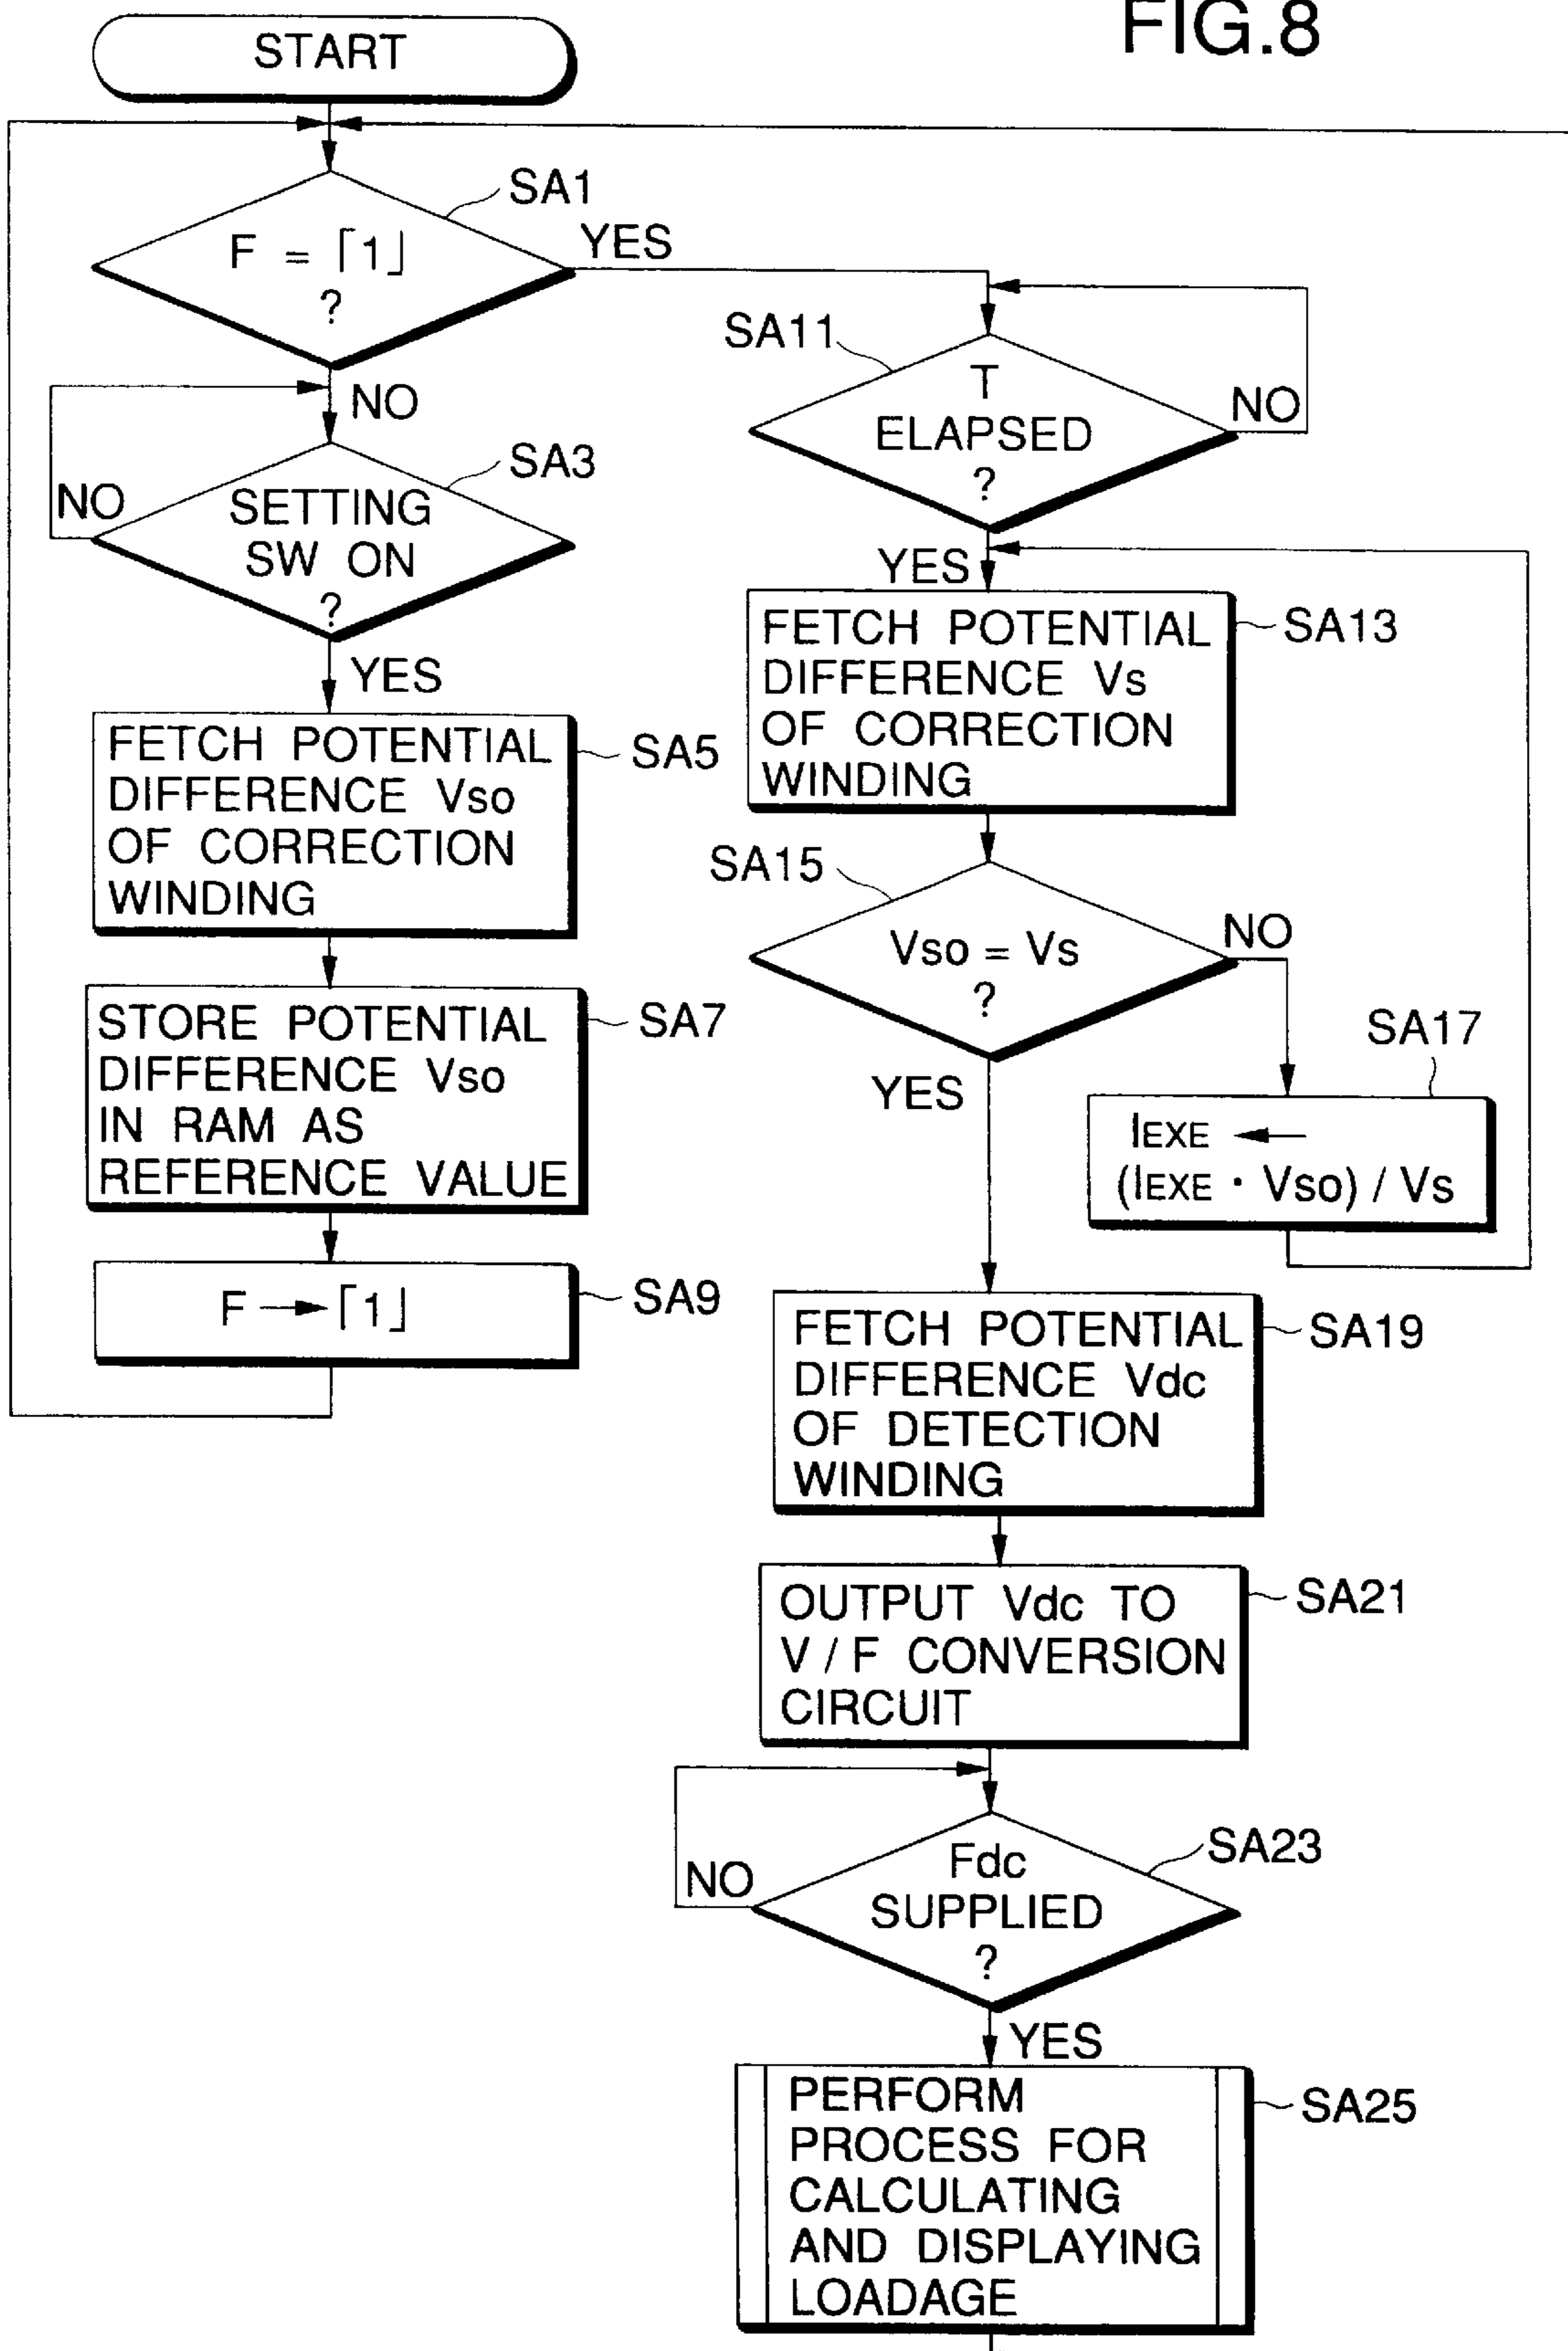 FIG.8
START
SA1
F = ⌈1⌋
?
YES
NO
SA3
SETTING
SW ON
?
NO
YES
FETCH POTENTIAL
DIFFERENCE Vso
OF CORRECTION
WINDING
SA5
STORE POTENTIAL
DIFFERENCE Vso
IN RAM AS
REFERENCE VALUE
SA7
F → ⌈1⌋
SA9
SA11
T
ELAPSED
?
NO
YES
FETCH POTENTIAL
DIFFERENCE Vs
OF CORRECTION
WINDING
SA13
SA15
Vso = Vs
?
NO
YES
SA17
IEXE ←
(IEXE · Vso) / Vs
FETCH POTENTIAL
DIFFERENCE Vdc
OF DETECTION
WINDING
SA19
OUTPUT Vdc TO
V / F CONVERSION
CIRCUIT
SA21
Fdc
SUPPLIED
?
SA23
NO
YES
PERFORM
PROCESS FOR
CALCULATING
AND DISPLAYING
LOADAGE
SA25